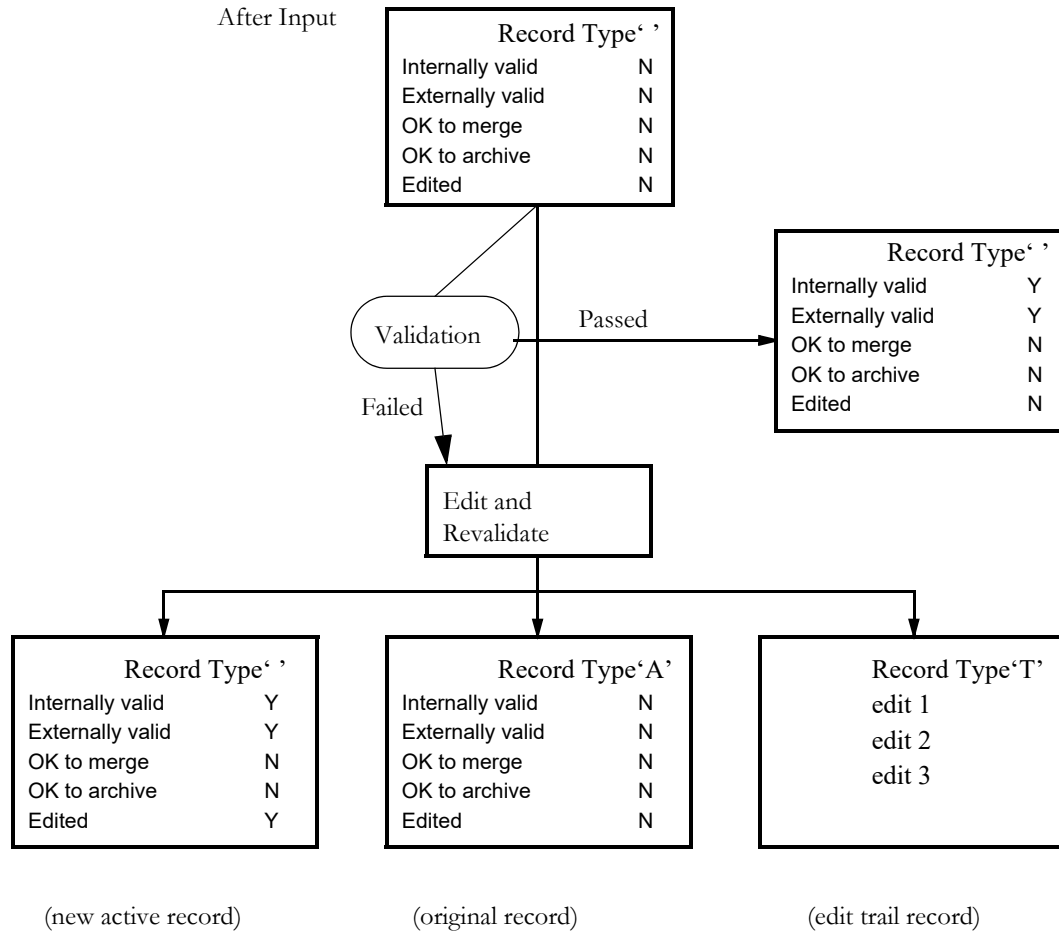 After Input
Record Type‘ ’
Internally valid N
Externally valid N
OK to merge N
OK to archive N
Edited N
Record Type‘ ’
Internally valid Y
Externally valid Y
OK to merge N
OK to archive N
Edited N
Validation
Passed
Failed
Edit and
Revalidate
Record Type‘ ’
Internally valid Y
Externally valid Y
OK to merge N
OK to archive N
Edited Y
Record Type‘A’
Internally valid N
Externally valid N
OK to merge N
OK to archive N
Edited N
Record Type‘T’
edit 1
edit 2
edit 3
(new active record)
(original record)
(edit trail record)